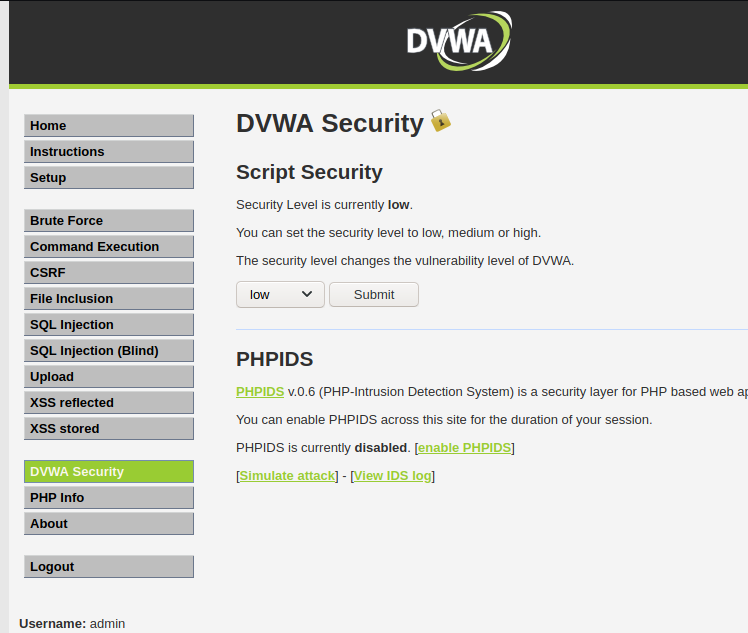 DVWA
Home
Instructions
Setup
Brute Force
Command Execution
CSRF
File Inclusion
SQL Injection
SQL Injection (Blind)
Upload
XSS reflected
XSS stored
DVWA Security
PHP Info
About
Logout
Username: admin
DVWA Security
Script Security
Security Level is currently low.
You can set the security level to low, medium or high.
The security level changes the vulnerability level of DVWA.
low
Submit
PHPIDS
PHPIDS v.0.6 (PHP-Intrusion Detection System) is a security layer for PHP based web
You can enable PHPIDS across this site for the duration of your session.
PHPIDS is currently disabled. [enable PHPIDS]
[Simulate attack] - [View IDS log]